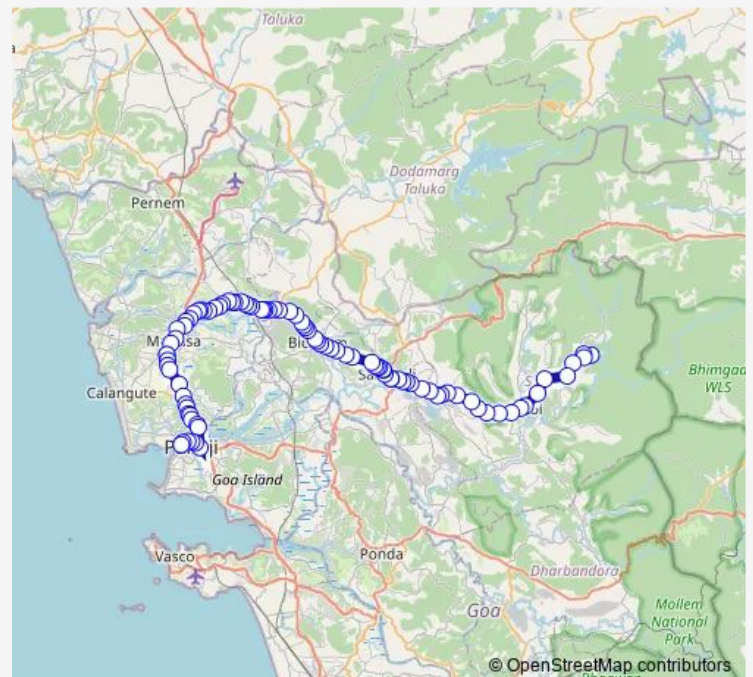 Taluka
a
Dodamarg
Taluka
Pernem
Calangute
Bhimgad
WLS
Goa Island
Vasco
Ponda
Dharbandora
Goa
Mollem
National
Park
© OpenStreetMap contributors